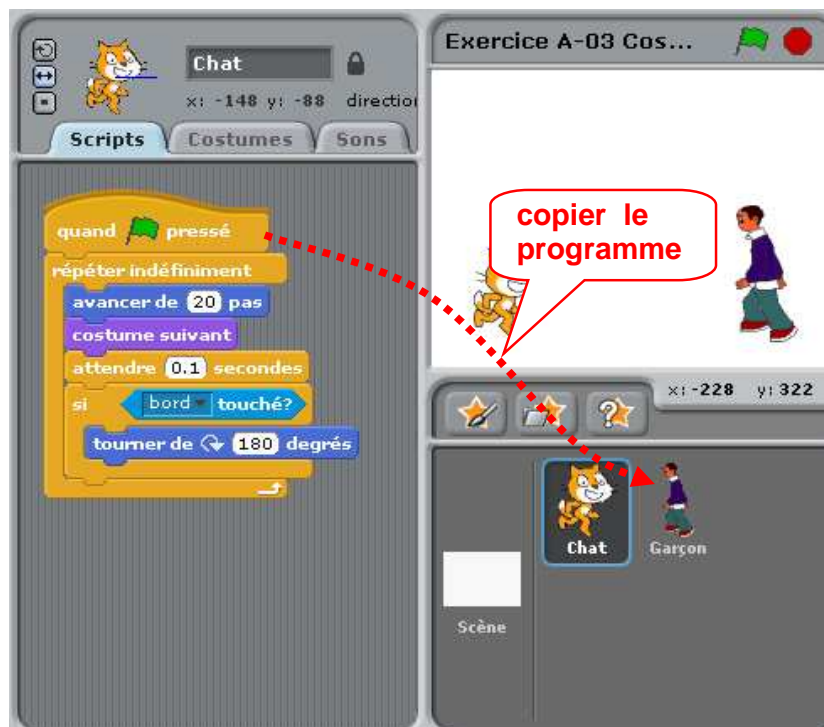 Chat
x: -148 y: -88 direction
Scripts Costumes Sons
quand pressé
répéter indéfiniment
avancer de 20 pas
costume suivant
attendre 0.1 secondes
si bord touché?
tourner de 180 degrés
Exercice A-03 Cos...
copier le
programme
x: -228 y: 322
Chat
Garçon
Scène